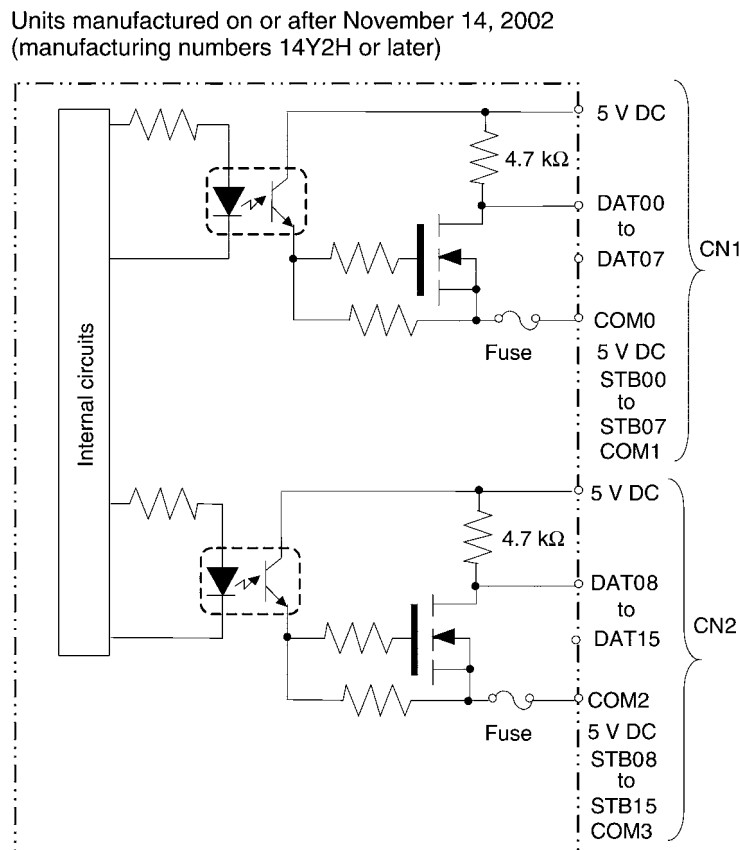 Units manufactured on or after November 14, 2002
(manufacturing numbers 14Y2H or later)
5 V DC
4.7 kΩ
DAT00
to
DAT07
CN1
COM0
Fuse
5 V DC
STB00
to
STB07
COM1
Internal circuits
5 V DC
4.7 kΩ
DAT08
to
DAT15
CN2
COM2
Fuse
5 V DC
STB08
to
STB15
COM3